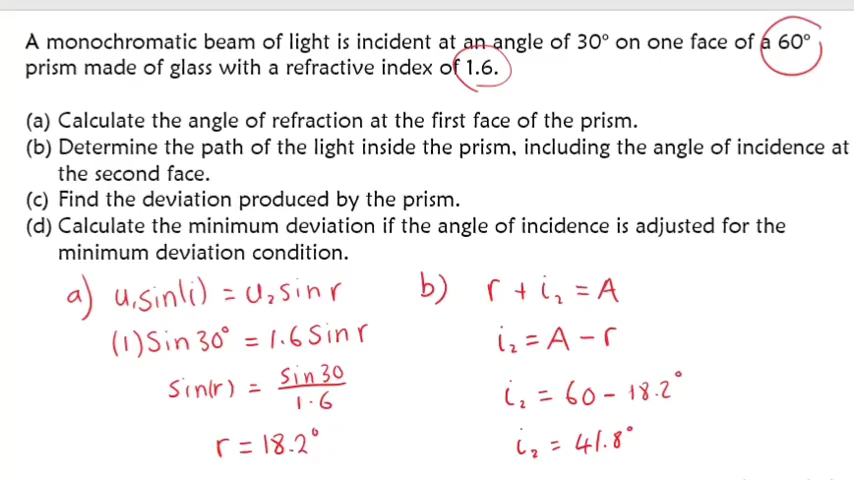 A monochromatic beam of light is incident at an angle of 30° on one face of a 60°
prism made of glass with a refractive index of 1.6.
(a) Calculate the angle of refraction at the first face of the prism.
(b) Determine the path of the light inside the prism, including the angle of incidence at
the second face.
(c) Find the deviation produced by the prism.
(d) Calculate the minimum deviation if the angle of incidence is adjusted for the
minimum deviation condition.
a) u₁sin(i) = u₂sin r
(1)Sin 30° = 1.6 Sin r
Sin(r) = Sin 30 / 1.6
r = 18.2°
b) r + i₂ = A
i₂ = A - r
i₂ = 60 - 18.2°
i₂ = 41.8°